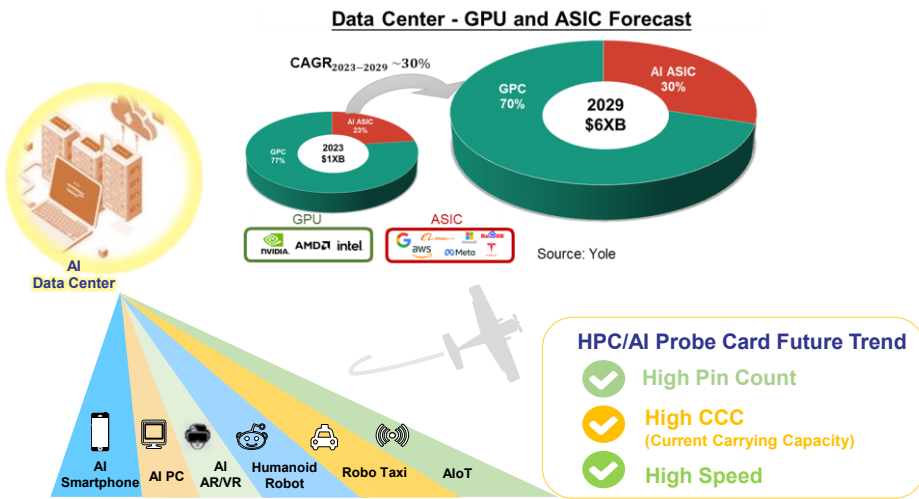 Data Center - GPU and ASIC Forecast
CAGR2023–2029 ~30%
GPC
77%
AI ASIC
23%
2023
$1XB
GPC
70%
AI ASIC
30%
2029
$6XB
GPU
ASIC
NVIDIA.
AMD
intel.
G
aws
Meta
Source: Yole
AI
Data Center
AI
Smartphone
AI PC
AI
AR/VR
Humanoid
Robot
Robo Taxi
AIoT
HPC/AI Probe Card Future Trend
High Pin Count
High CCC
(Current Carrying Capacity)
High Speed